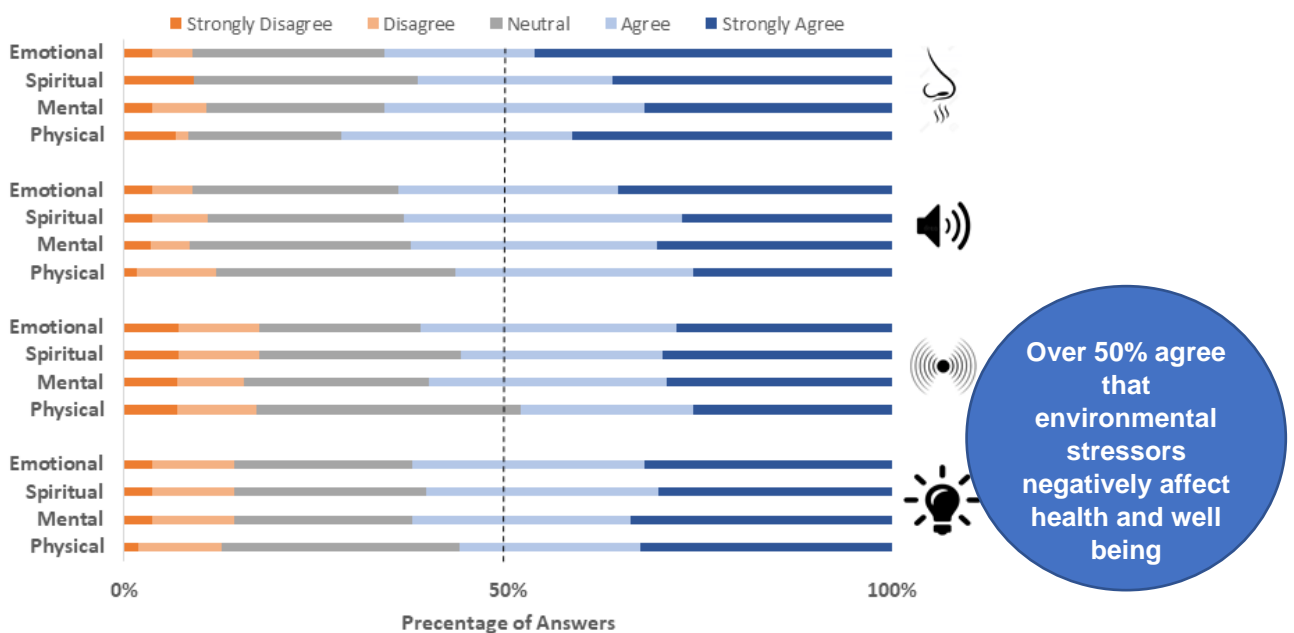 Strongly Disagree Disagree Neutral Agree Strongly Agree
Emotional
Spiritual
Mental
Physical
Emotional
Spiritual
Mental
Physical
Emotional
Spiritual
Mental
Physical
Emotional
Spiritual
Mental
Physical
0% 50% 100%
Precentage of Answers
Over 50% agree
that
environmental
stressors
negatively affect
health and well
being